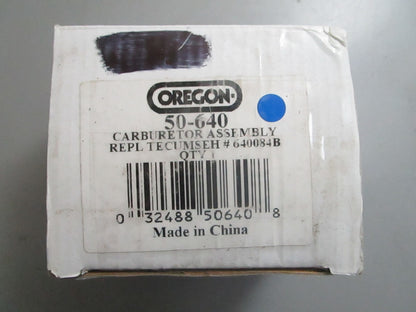 OREGON
50-640
CARBURETOR ASSEMBLY
REPL TECUMSEH # 640084B
QTY 1
0 32488 50640 8
Made in China